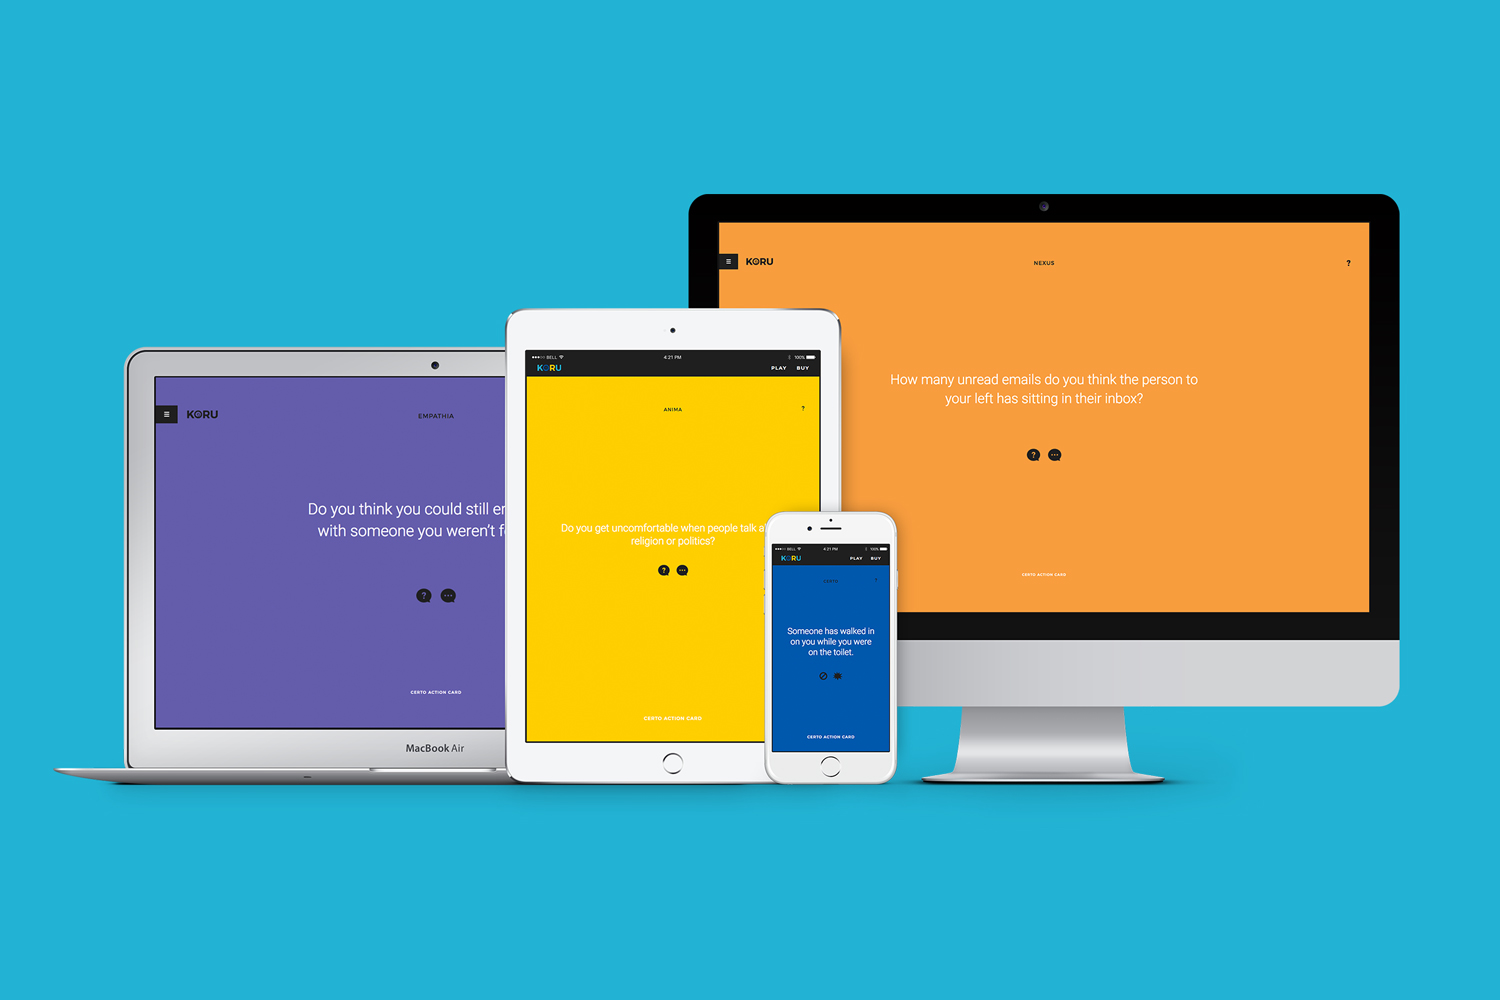 KORU
EMPATHIA
Do you think you could still
with someone you weren't
CERTO ACTION CARD
MacBook Air
BELL
4:21 PM
100%
KORU
PLAY
BUY
ANIMA
?
Do you get uncomfortable when people talk
religion or politics?
?
CERTO ACTION CARD
BELL
4:21 PM
100%
KORU
PLAY
BUY
CERTO
?
Someone has walked in
on you while you were
on the toilet.
CERTO ACTION CARD
KORU
NEXUS
?
How many unread emails do you think the person to
your left has sitting in their inbox?
?
CERTO ACTION CARD